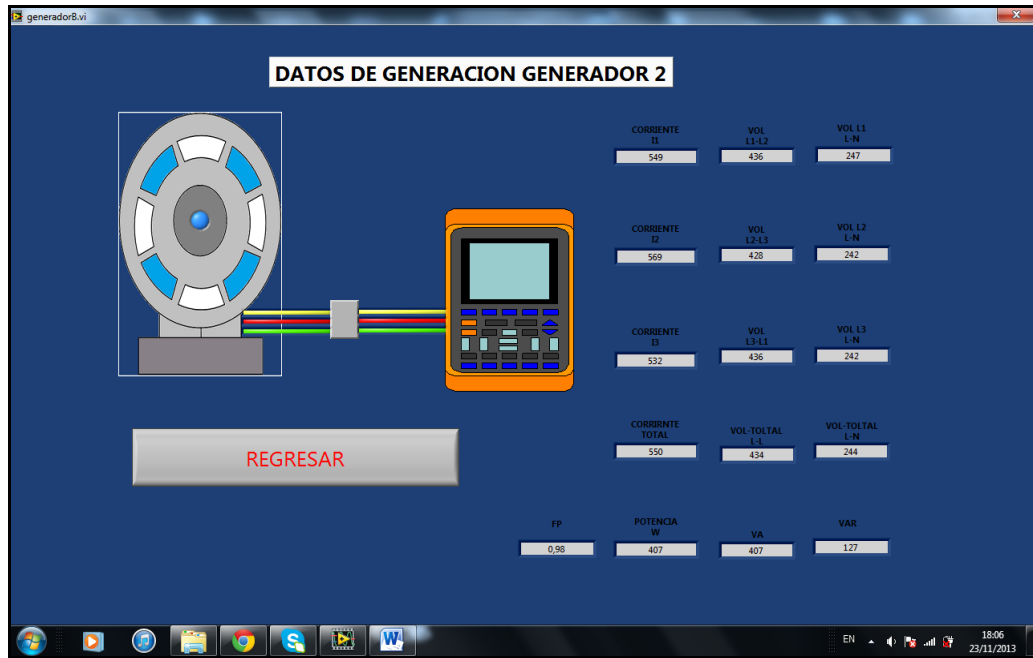 generadorB.vi
DATOS DE GENERACION GENERADOR 2
CORRIENTE
I1
549
VOL
L1-L2
436
VOL L1
L-N
247
CORRIENTE
I2
569
VOL
L2-L3
428
VOL L2
L-N
242
CORRIENTE
I3
532
VOL
L3-L1
436
VOL L3
L-N
242
CORRIRNTE
TOTAL
550
VOL-TOLTAL
L-L
434
VOL-TOLTAL
L-N
244
REGRESAR
FP
0,98
POTENCIA
W
407
VA
407
VAR
127
EN
18:06
23/11/2013